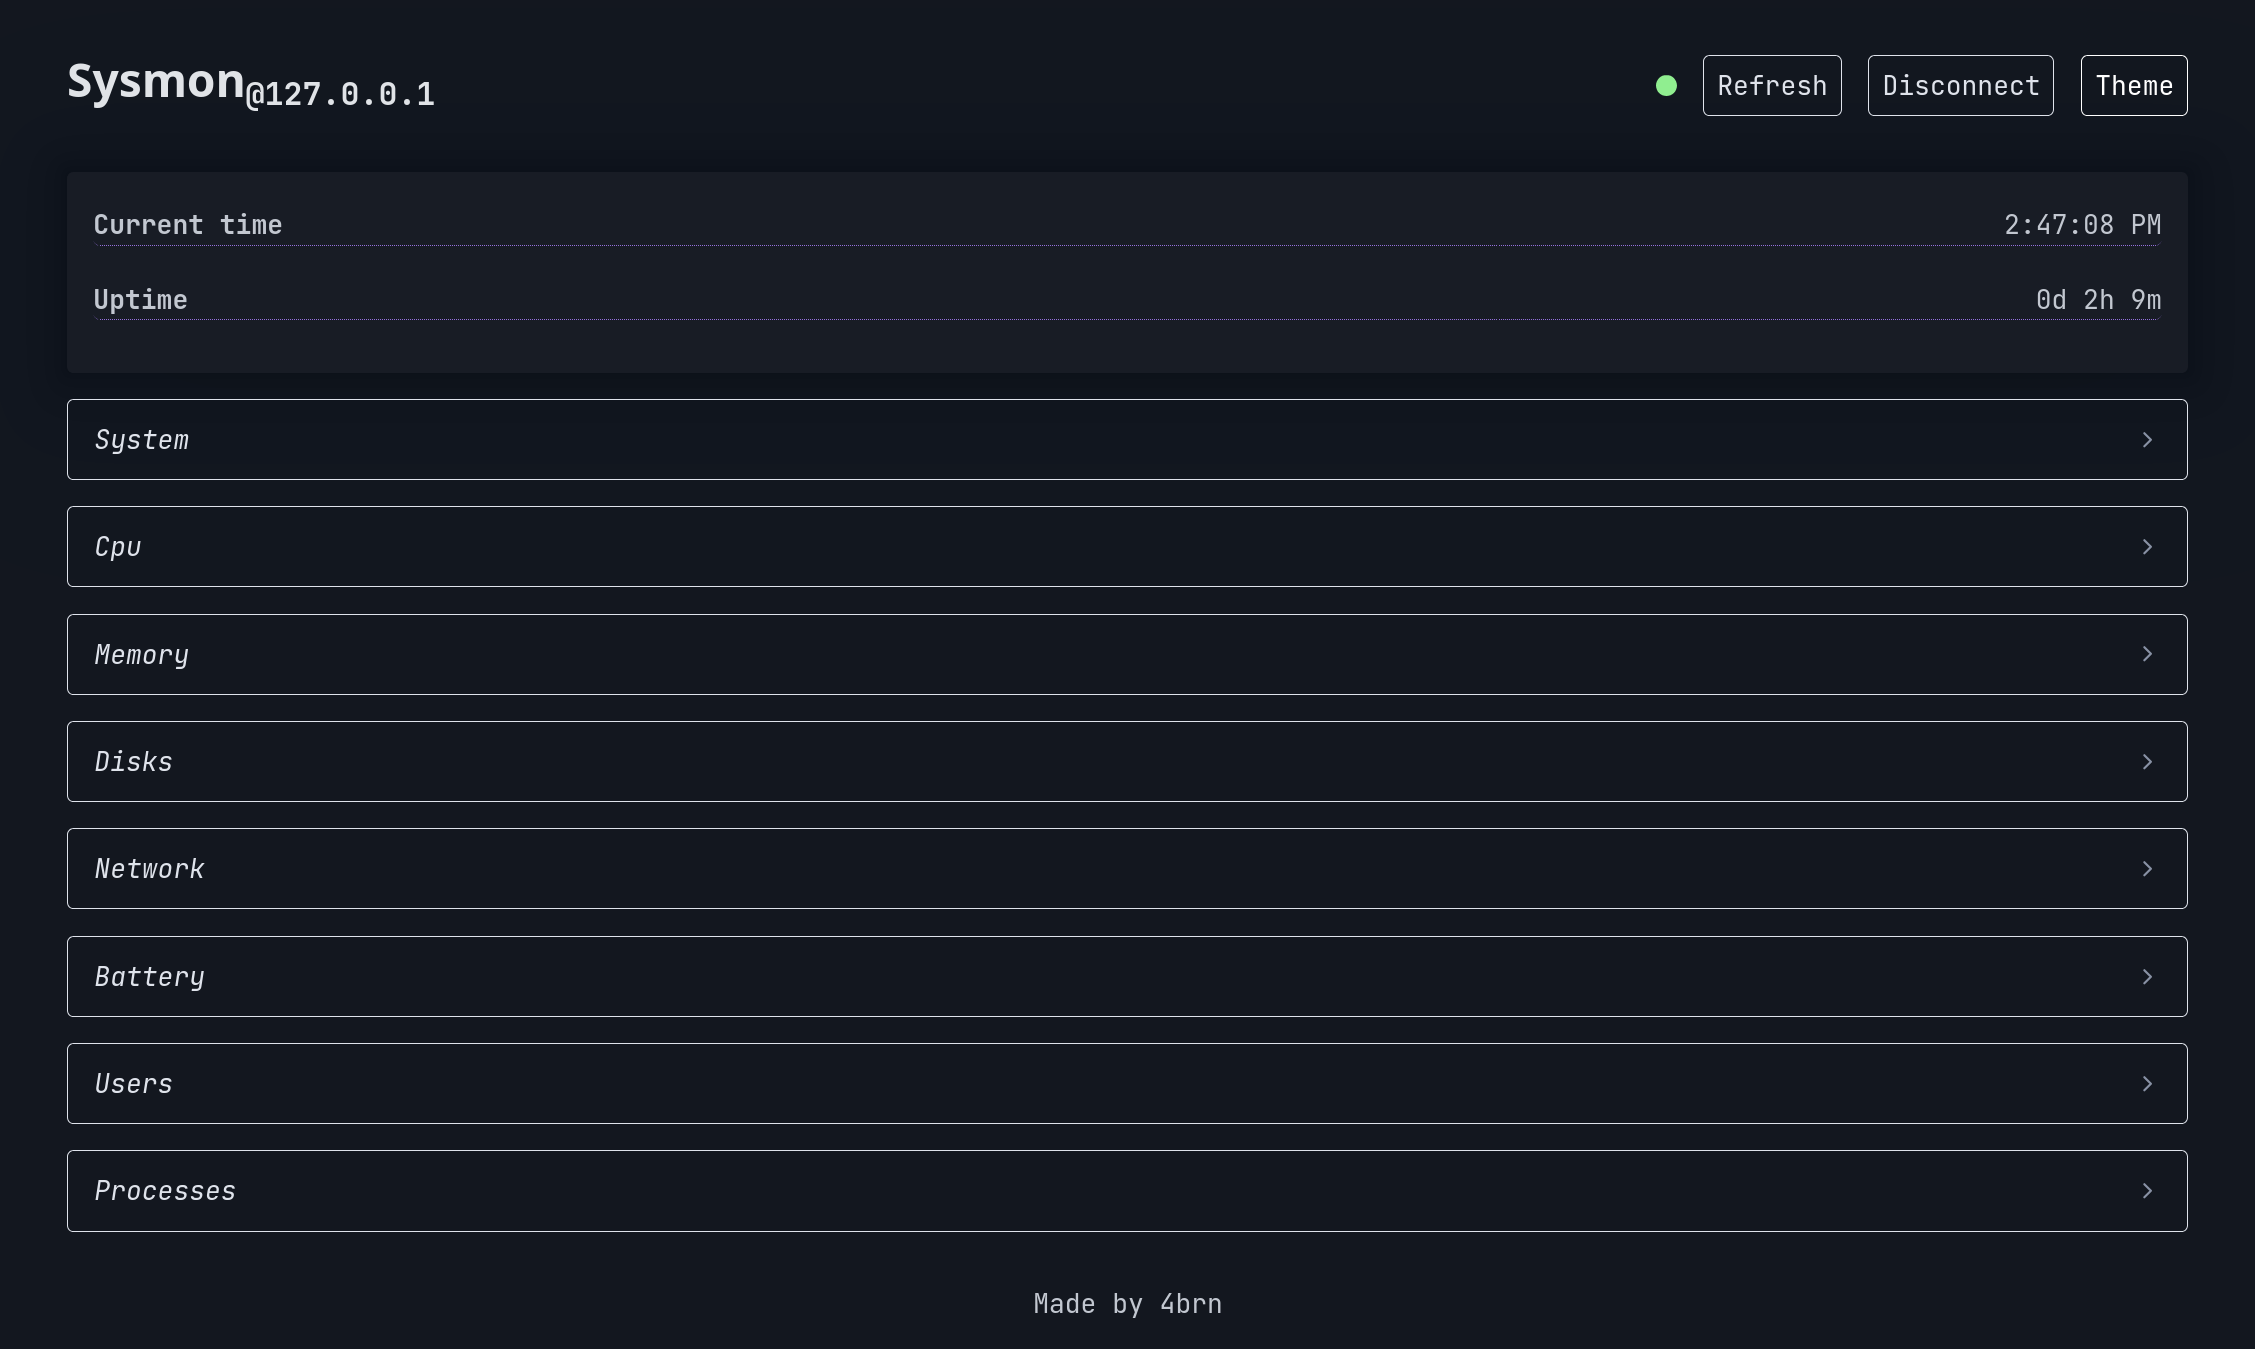 Sysmon@127.0.0.1
Refresh
Disconnect
Theme
Current time 2:47:08 PM
Uptime 0d 2h 9m
System
Cpu
Memory
Disks
Network
Battery
Users
Processes
Made by 4brn